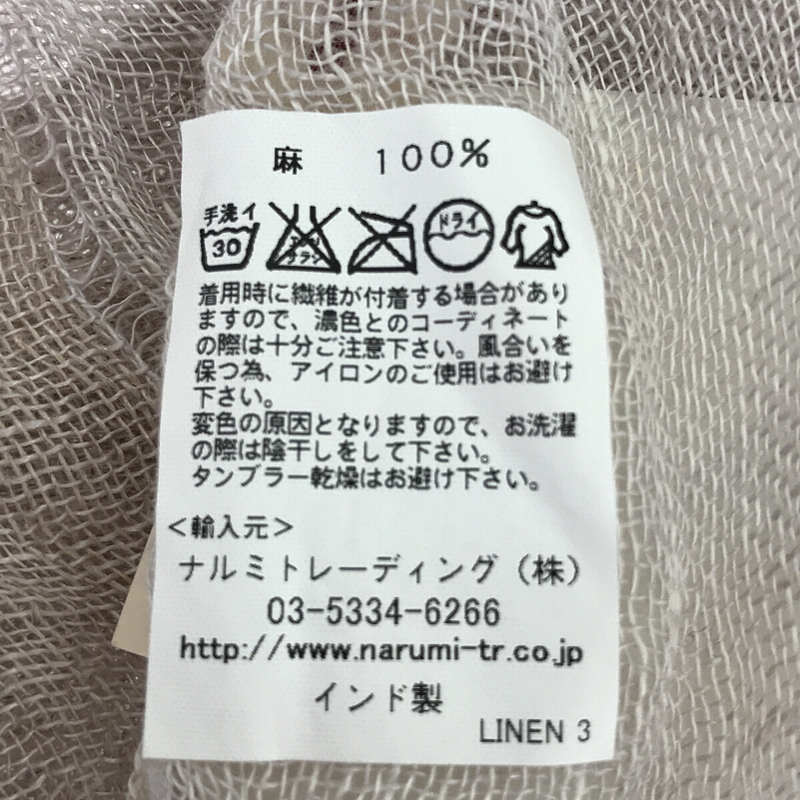 麻 100%
手洗イ
30 エンソ サラシ ドライ
着用時に繊維が付着する場合があり
ますので、濃色とのコーディネート
の際は十分ご注意下さい。風合いを
保つ為、アイロンのご使用はお避け
下さい。
変色の原因となりますので、お洗濯
の際は陰干しをして下さい。
タンブラー乾燥はお避け下さい。
＜輸入元＞
ナルミトレーディング（株）
03-5334-6266
http://www.narumi-tr.co.jp
インド製
LINEN 3